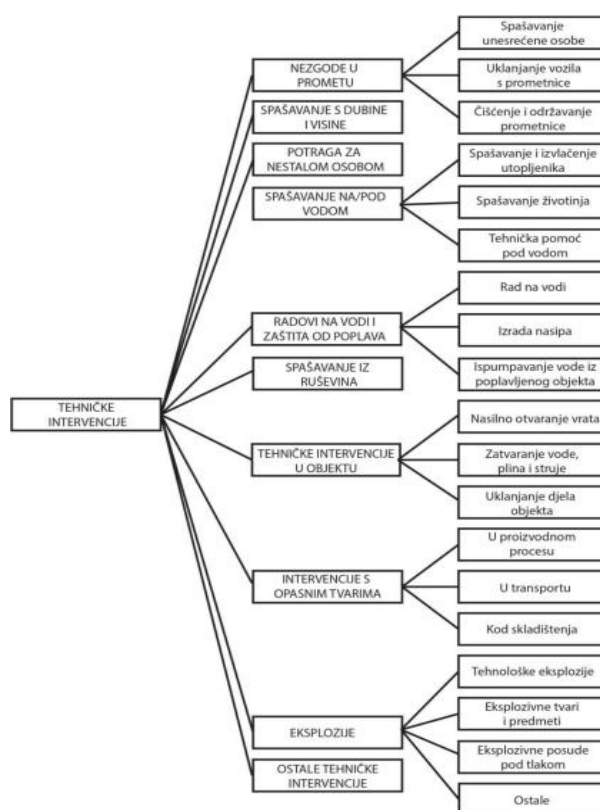 TEHNIČKE
INTERVENCIJE
NEZGODE U
PROMETU
Spašavanje
unesrećene osobe
Uklanjanje vozila
s prometnice
Čišćenje i održavanje
prometnice
SPAŠAVANJE S DUBINE
I VISINE
POTRAGA ZA
NESTALOM OSOBOM
SPAŠAVANJE NA/POD
VODOM
Spašavanje i izvlačenje
utopljenika
Spašavanje životinja
Tehnička pomoć
pod vodom
RADOVI NA VODI I
ZAŠTITA OD POPLAVA
Rad na vodi
Izrada nasipa
Ispumpavanje vode iz
poplavljenog objekta
SPAŠAVANJE IZ
RUŠEVINA
TEHNIČKE INTERVENCIJE
U OBJEKTU
Nasilno otvaranje vrata
Zatvaranje vode,
plina i struje
Uklanjanje djela
objekta
INTERVENCIJE S
OPASNIM TVARIMA
U proizvodnom
procesu
U transportu
Kod skladištenja
EKSPLOZIJE
Tehnološke eksplozije
Eksplozivne tvari
i predmeti
Eksplozivne posude
pod tlakom
Ostale
OSTALE TEHNIČKE
INTERVENCIJE